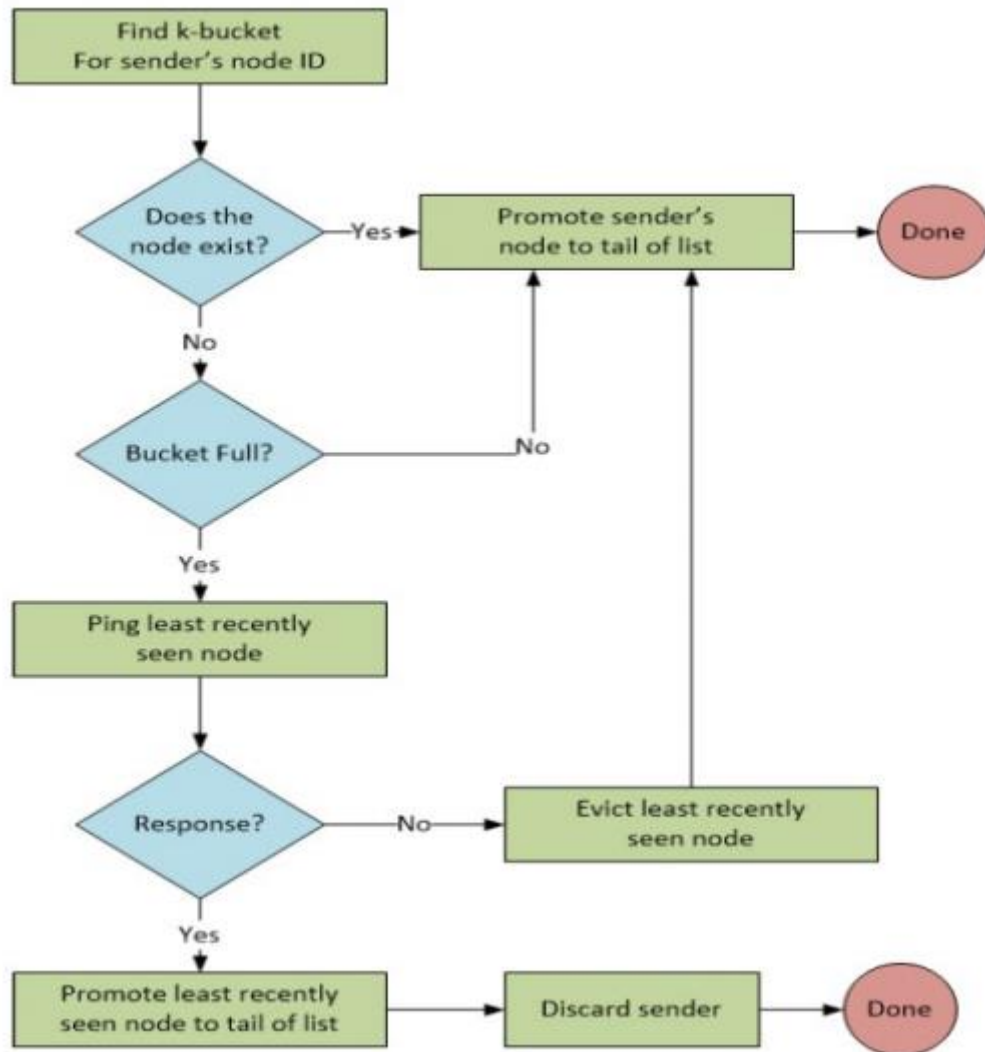 Find k-bucket
For sender's node ID
Does the
node exist?
Yes
Promote sender's
node to tail of list
Done
No
Bucket Full?
No
Yes
Ping least recently
seen node
Response?
No
Evict least recently
seen node
Yes
Promote least recently
seen node to tail of list
Discard sender
Done